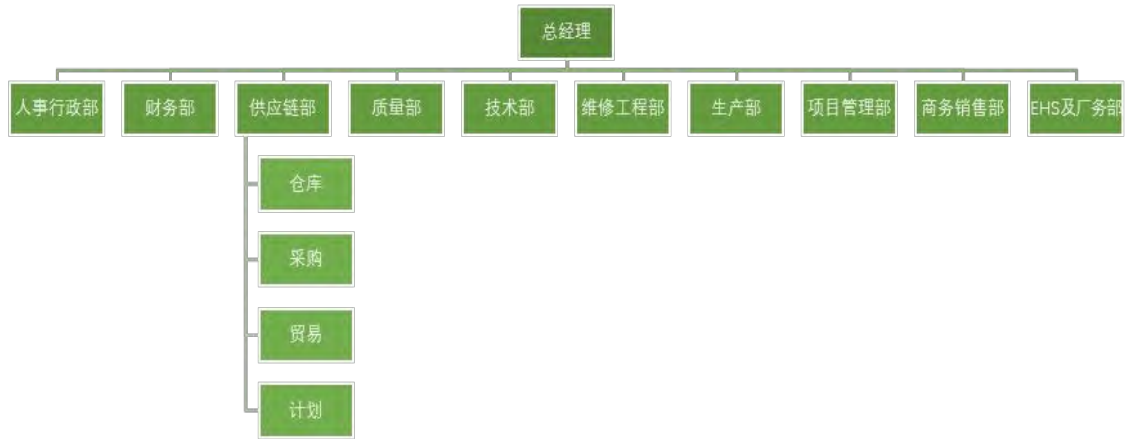 总经理
人事行政部
财务部
供应链部
质量部
技术部
维修工程部
生产部
项目管理部
商务销售部
EHS及厂务部
仓库
采购
贸易
计划